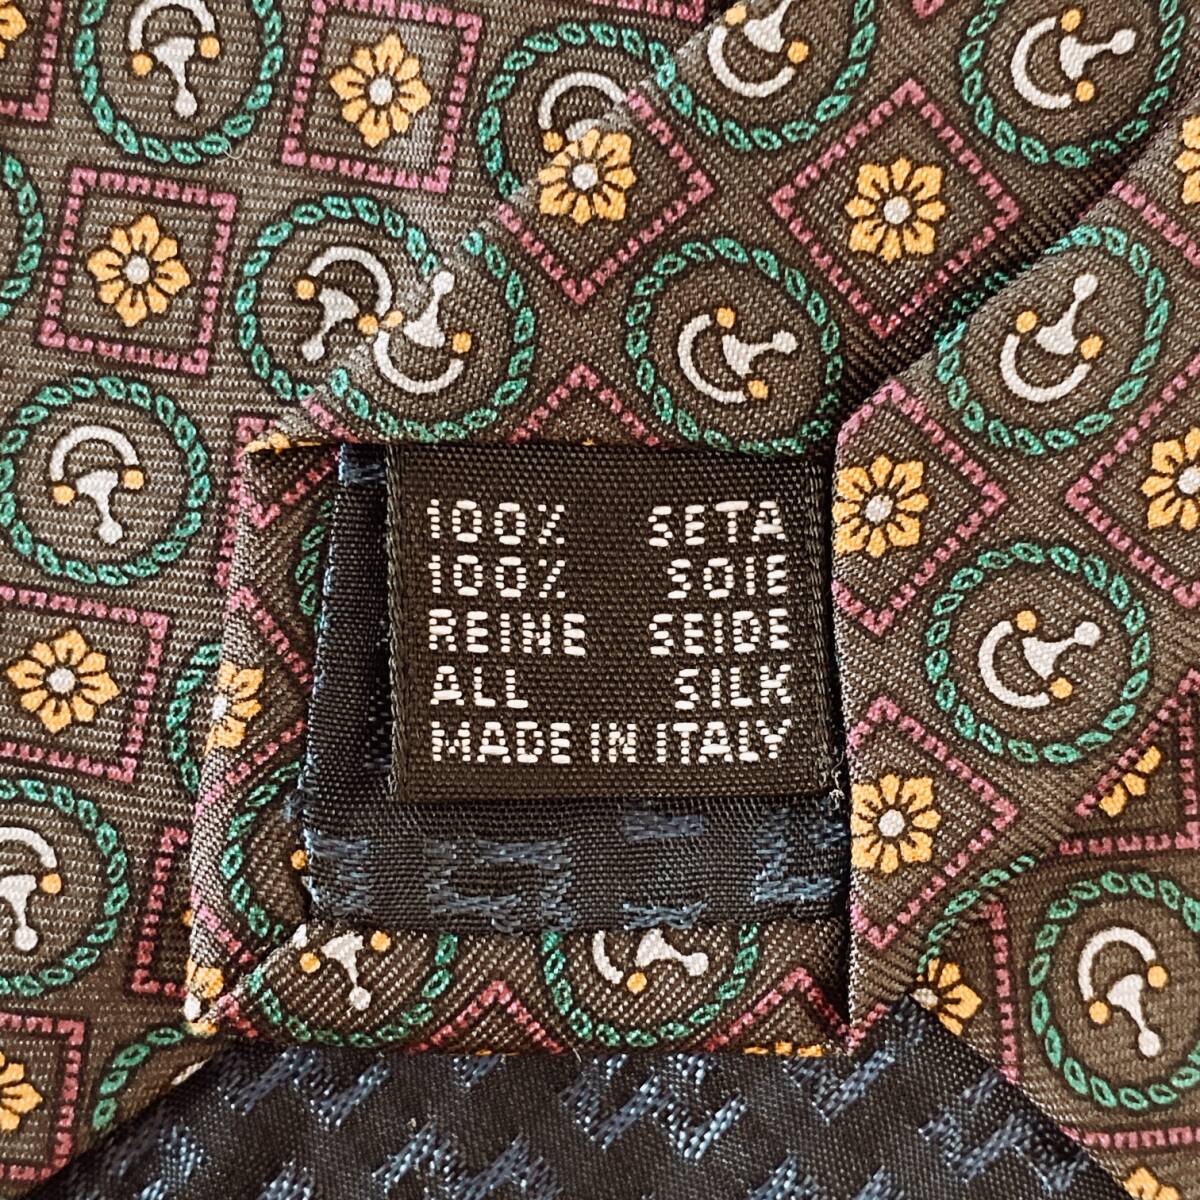 100% SETA
100% SOIE
REINE SEIDE
ALL SILK
MADE IN ITALY